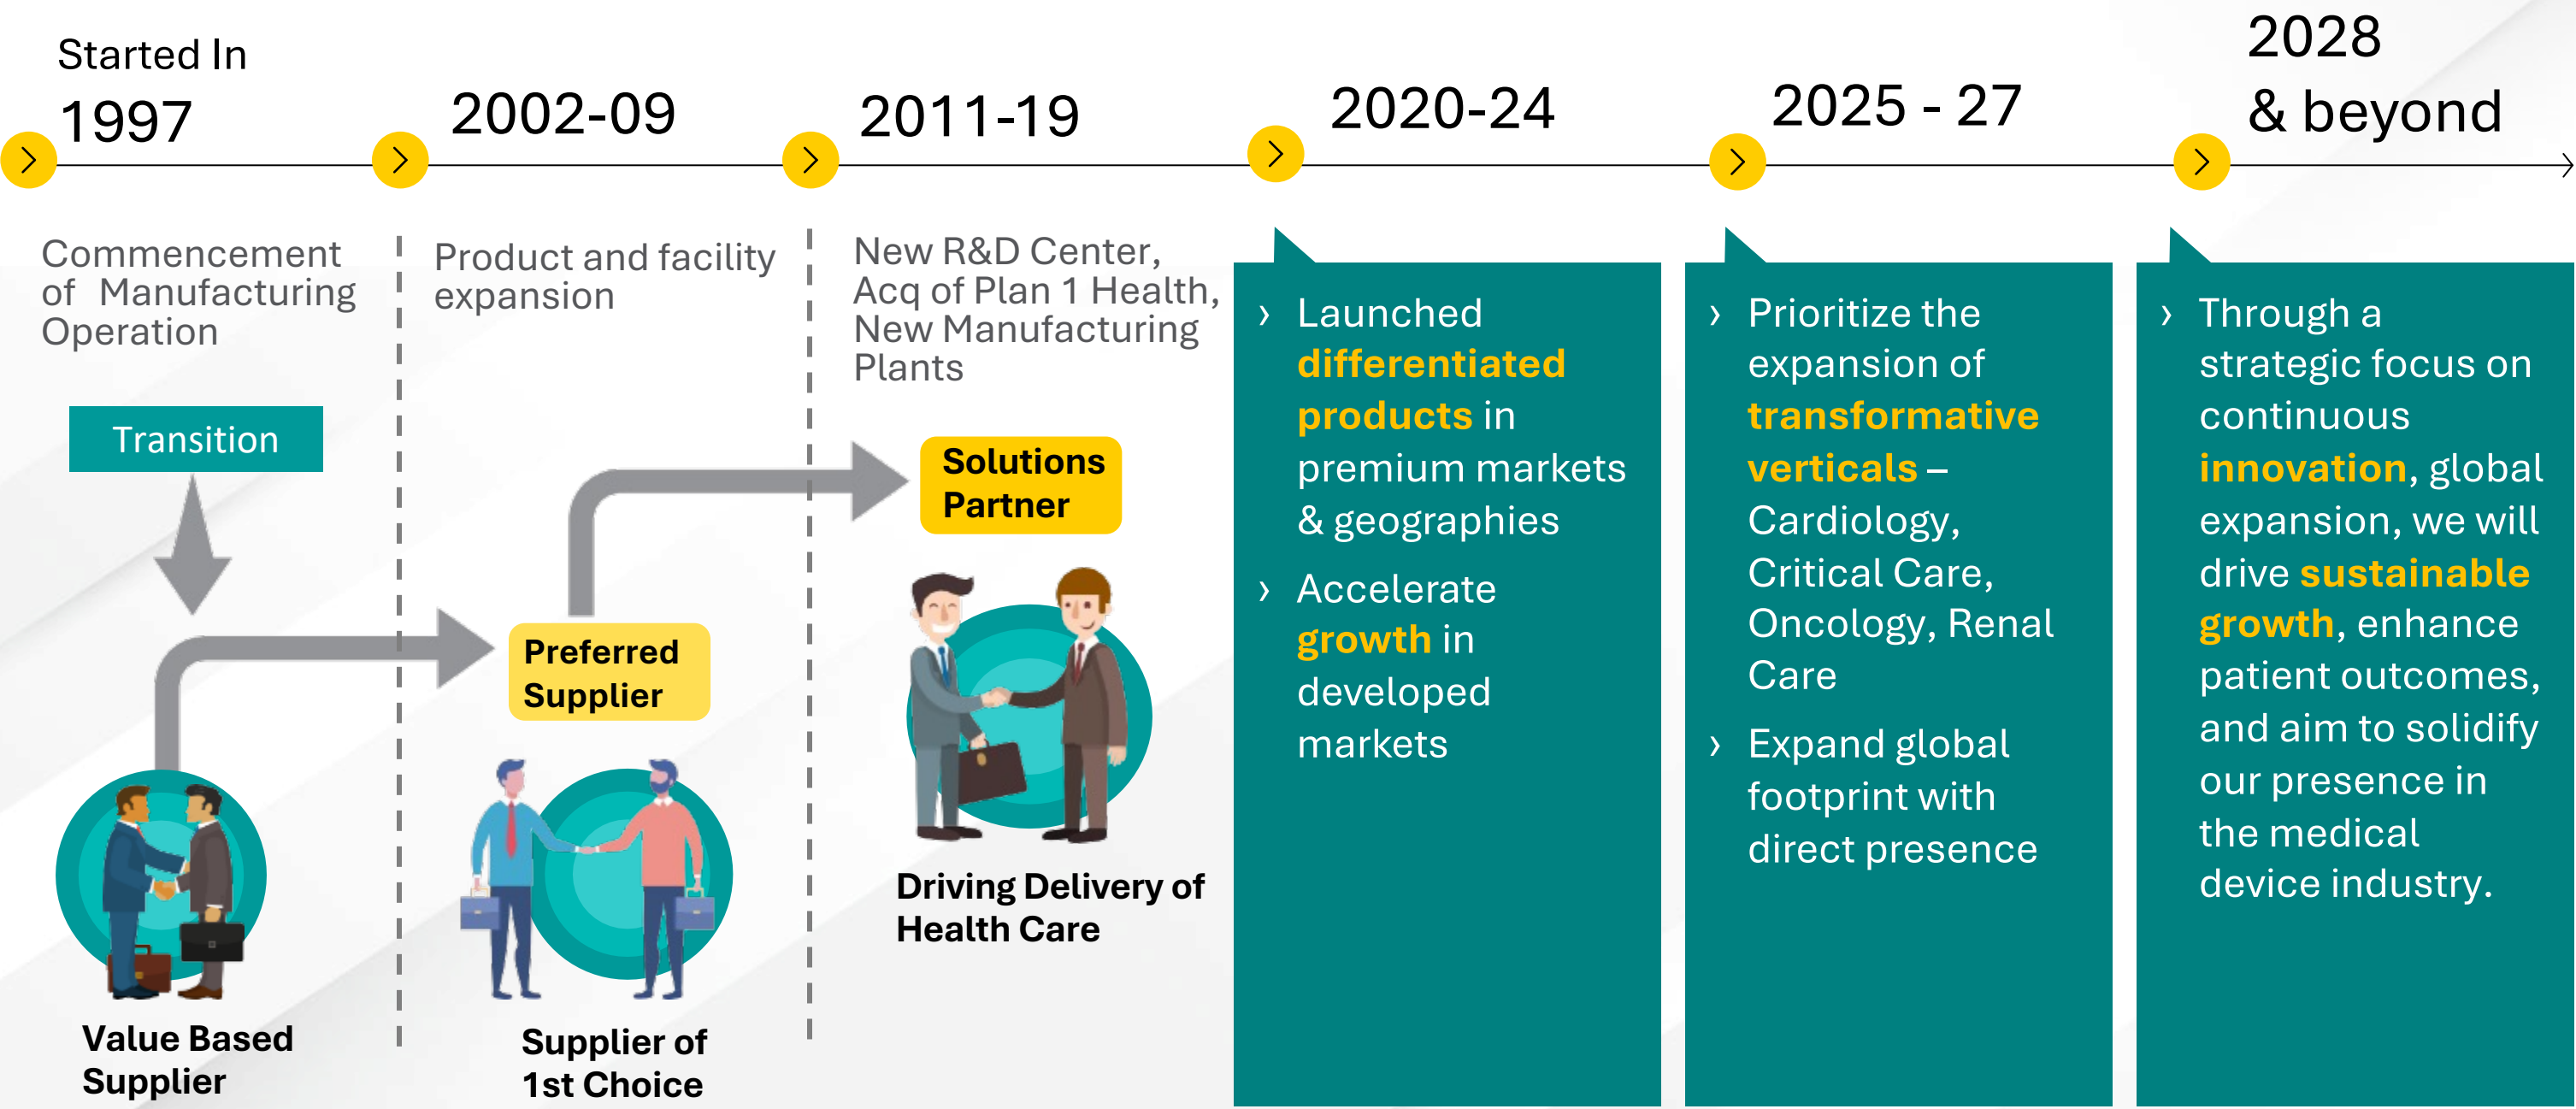 Started In
1997
2002-09
2011-19
2020-24
2025 - 27
2028
& beyond
Commencement
of Manufacturing
Operation
Transition
Value Based
Supplier
Product and facility
expansion
Preferred
Supplier
Supplier of
1st Choice
New R&D Center,
Acq of Plan 1 Health,
New Manufacturing
Plants
Solutions
Partner
Driving Delivery of
Health Care
› Launched
differentiated
products in
premium markets
& geographies
› Accelerate
growth in
developed
markets
› Prioritize the
expansion of
transformative
verticals –
Cardiology,
Critical Care,
Oncology, Renal
Care
› Expand global
footprint with
direct presence
› Through a
strategic focus on
continuous
innovation, global
expansion, we will
drive sustainable
growth, enhance
patient outcomes,
and aim to solidify
our presence in
the medical
device industry.